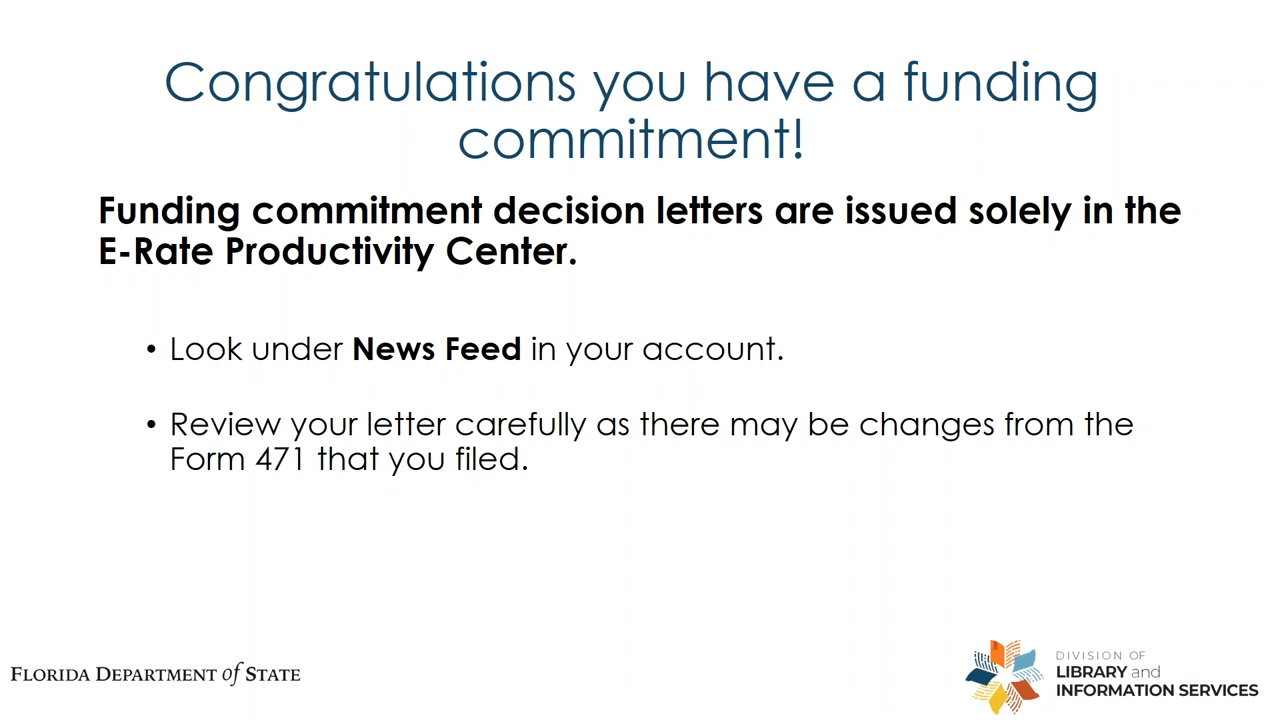 Congratulations you have a funding
commitment!
Funding commitment decision letters are issued solely in the
E-Rate Productivity Center.
• Look under News Feed in your account.
• Review your letter carefully as there may be changes from the
Form 471 that you filed.
FLORIDA DEPARTMENT of STATE
DIVISION OF
LIBRARY and
INFORMATION SERVICES